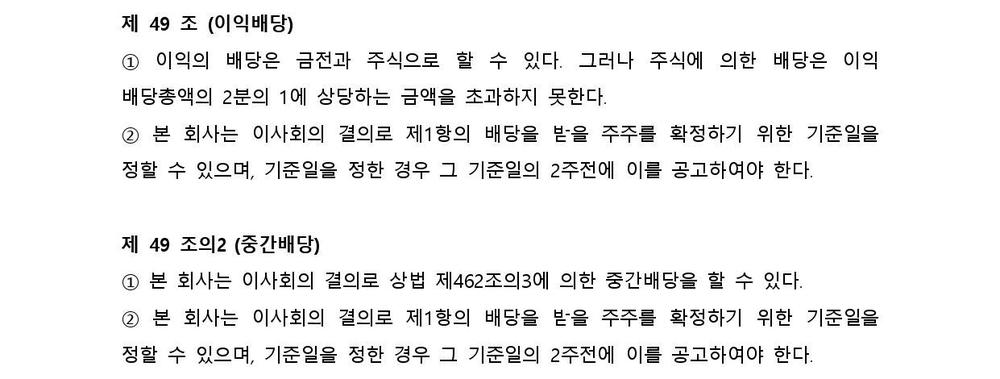 제 49 조 (이익배당)
① 이익의 배당은 금전과 주식으로 할 수 있다. 그러나 주식에 의한 배당은 이익
배당총액의 2분의 1에 상당하는 금액을 초과하지 못한다.
② 본 회사는 이사회의 결의로 제1항의 배당을 받을 주주를 확정하기 위한 기준일을
정할 수 있으며, 기준일을 정한 경우 그 기준일의 2주전에 이를 공고하여야 한다.
제 49 조의2 (중간배당)
① 본 회사는 이사회의 결의로 상법 제462조의3에 의한 중간배당을 할 수 있다.
② 본 회사는 이사회의 결의로 제1항의 배당을 받을 주주를 확정하기 위한 기준일을
정할 수 있으며, 기준일을 정한 경우 그 기준일의 2주전에 이를 공고하여야 한다.